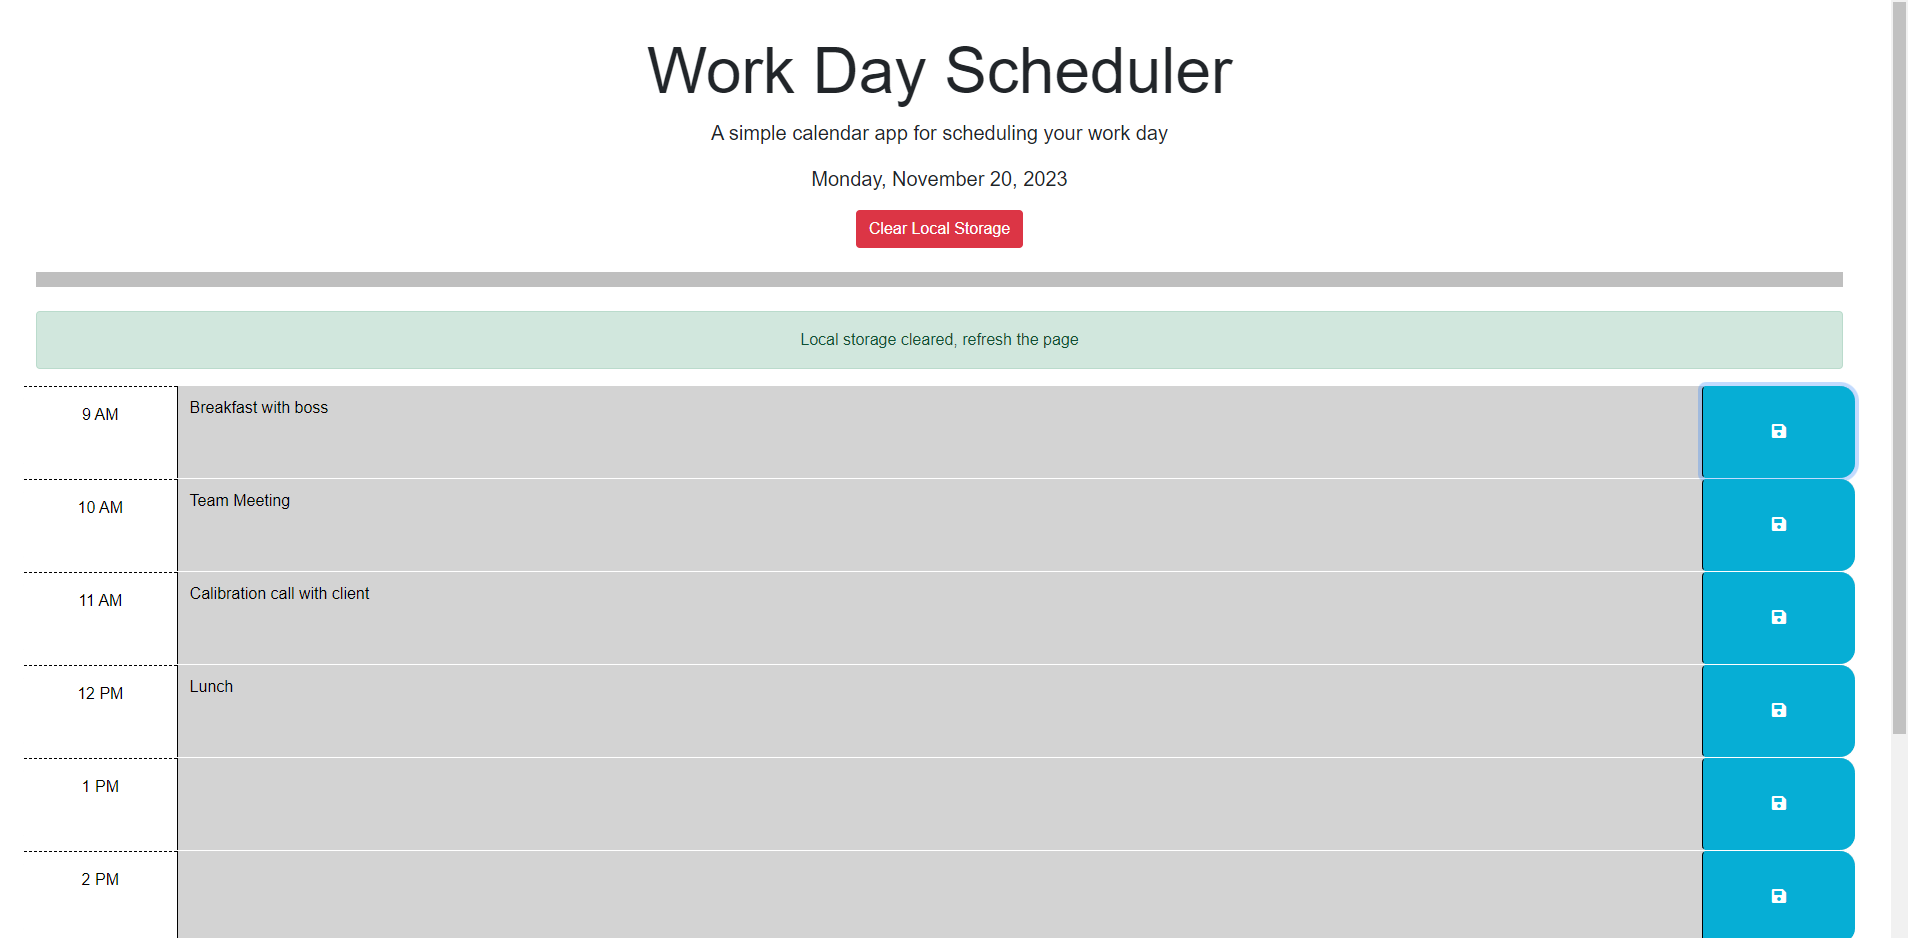 Work Day Scheduler
A simple calendar app for scheduling your work day
Monday, November 20, 2023
Clear Local Storage
Local storage cleared, refresh the page
9 AM
Breakfast with boss
10 AM
Team Meeting
11 AM
Calibration call with client
12 PM
Lunch
1 PM
2 PM